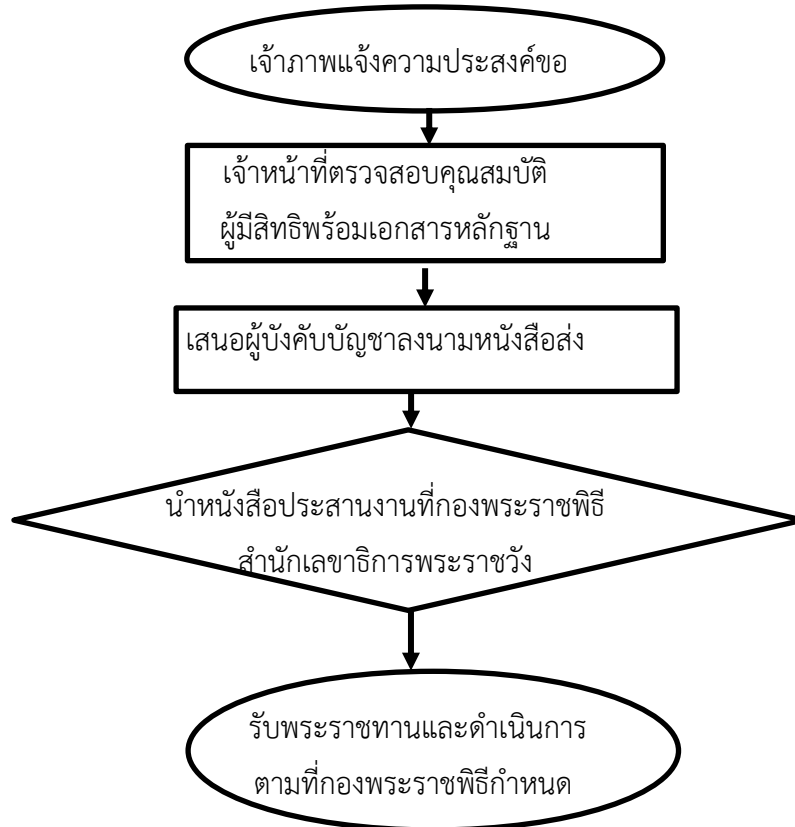 เจ้าภาพแจ้งความประสงค์ขอ
เจ้าหน้าที่ตรวจสอบคุณสมบัติ
ผู้มีสิทธิพร้อมเอกสารหลักฐาน
เสนอผู้บังคับบัญชาลงนามหนังสือส่ง
นำหนังสือประสานงานที่กองพระราชพิธี
สำนักเลขาธิการพระราชวัง
รับพระราชทานและดำเนินการ
ตามที่กองพระราชพิธีกำหนด